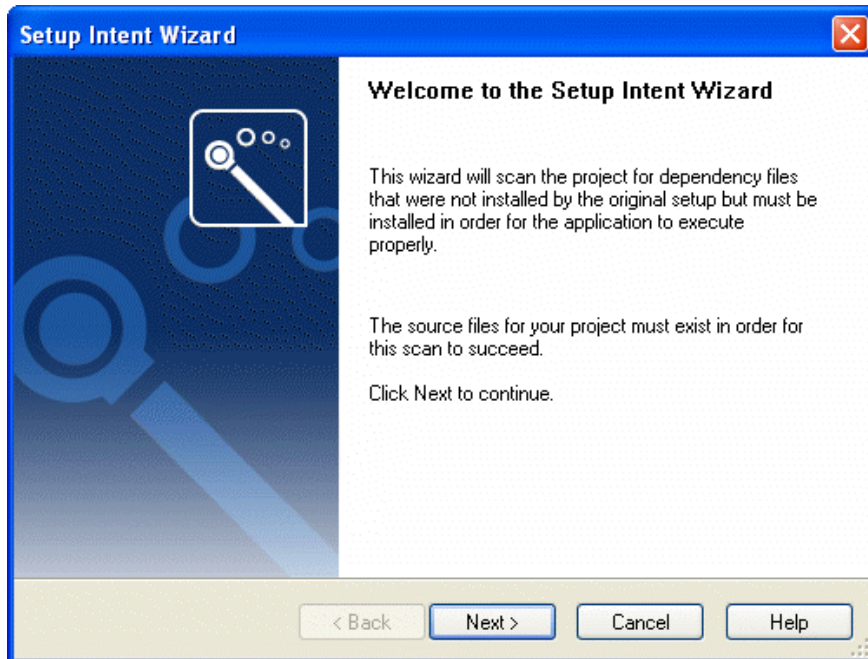 Setup Intent Wizard
Welcome to the Setup Intent Wizard
This wizard will scan the project for dependency files
that were not installed by the original setup but must be
installed in order for the application to execute
properly.
The source files for your project must exist in order for
this scan to succeed.
Click Next to continue.
< Back
Next >
Cancel
Help